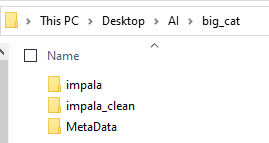 This PC > Desktop > AI > big_cat
Name
impala
impala_clean
MetaData